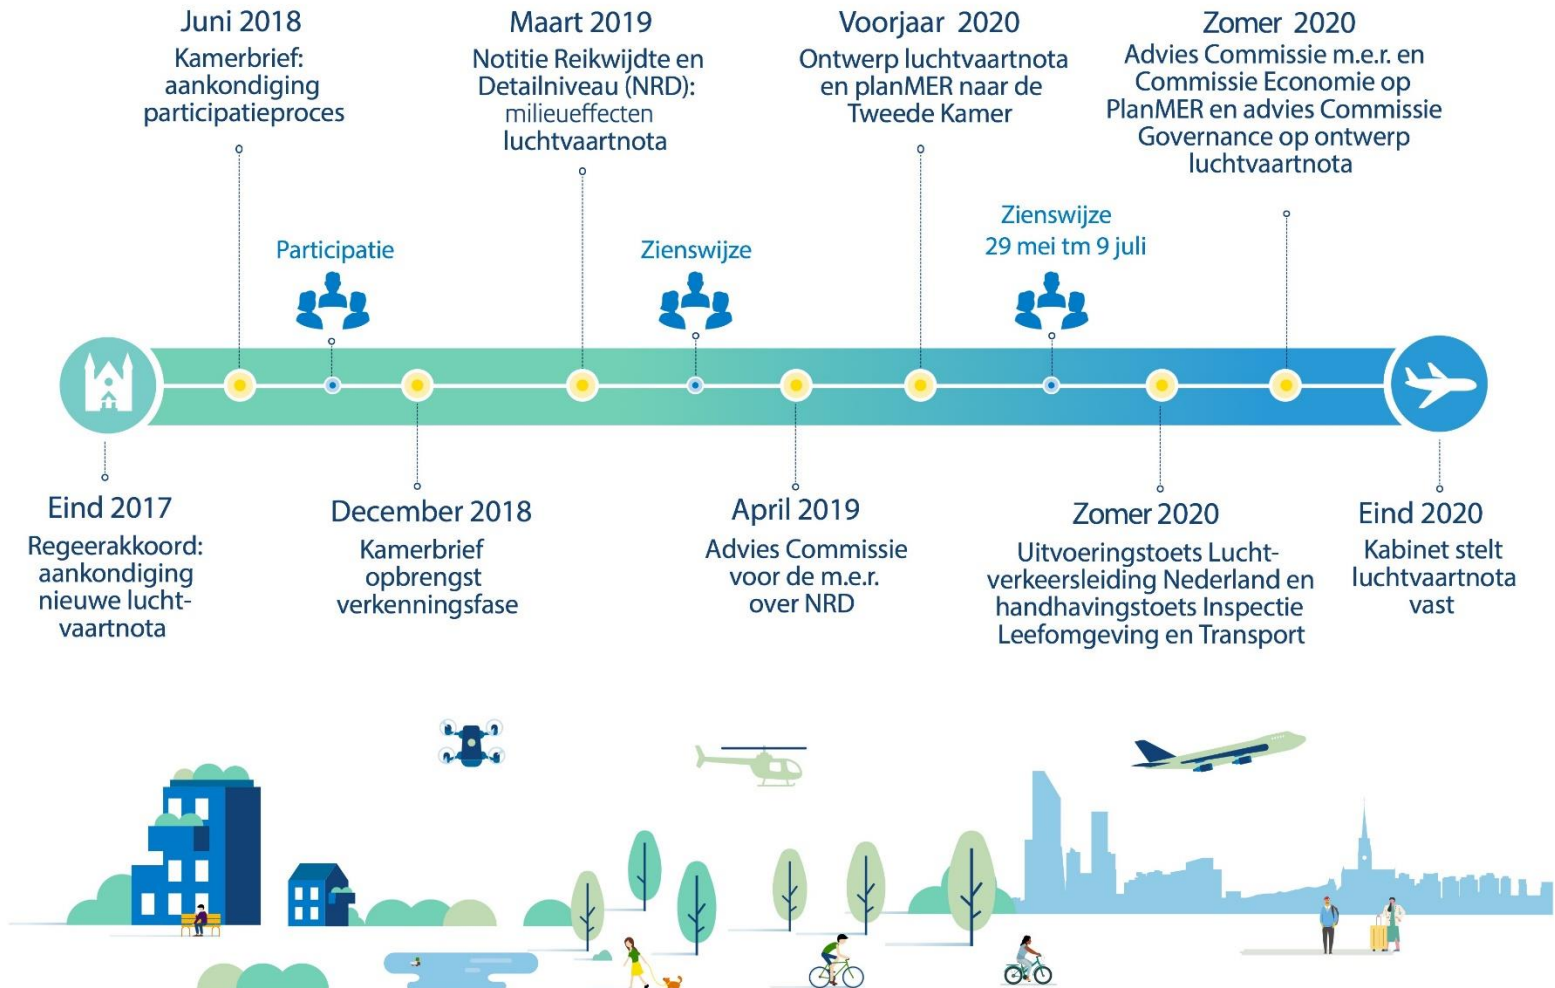 Juni 2018
Kamerbrief:
aankondiging
participatieproces
Maart 2019
Notitie Reikwijdte en
Detailniveau (NRD):
milieueffecten
luchtvaartnota
Voorjaar 2020
Ontwerp luchtvaartnota
en planMER naar de
Tweede Kamer
Zomer 2020
Advies Commissie m.e.r. en
Commissie Economie op
PlanMER en advies Commissie
Governance op ontwerp
luchtvaartnota
Participatie
Zienswijze
Zienswijze
29 mei tm 9 juli
Eind 2017
Regeerakkoord:
aankondiging
nieuwe lucht-
vaartnota
December 2018
Kamerbrief
opbrengst
verkenningsfase
April 2019
Advies Commissie
voor de m.e.r.
over NRD
Zomer 2020
Uitvoeringstoets Lucht-
verkeersleiding Nederland en
handhavingstoets Inspectie
Leefomgeving en Transport
Eind 2020
Kabinet stelt
luchtvaartnota
vast